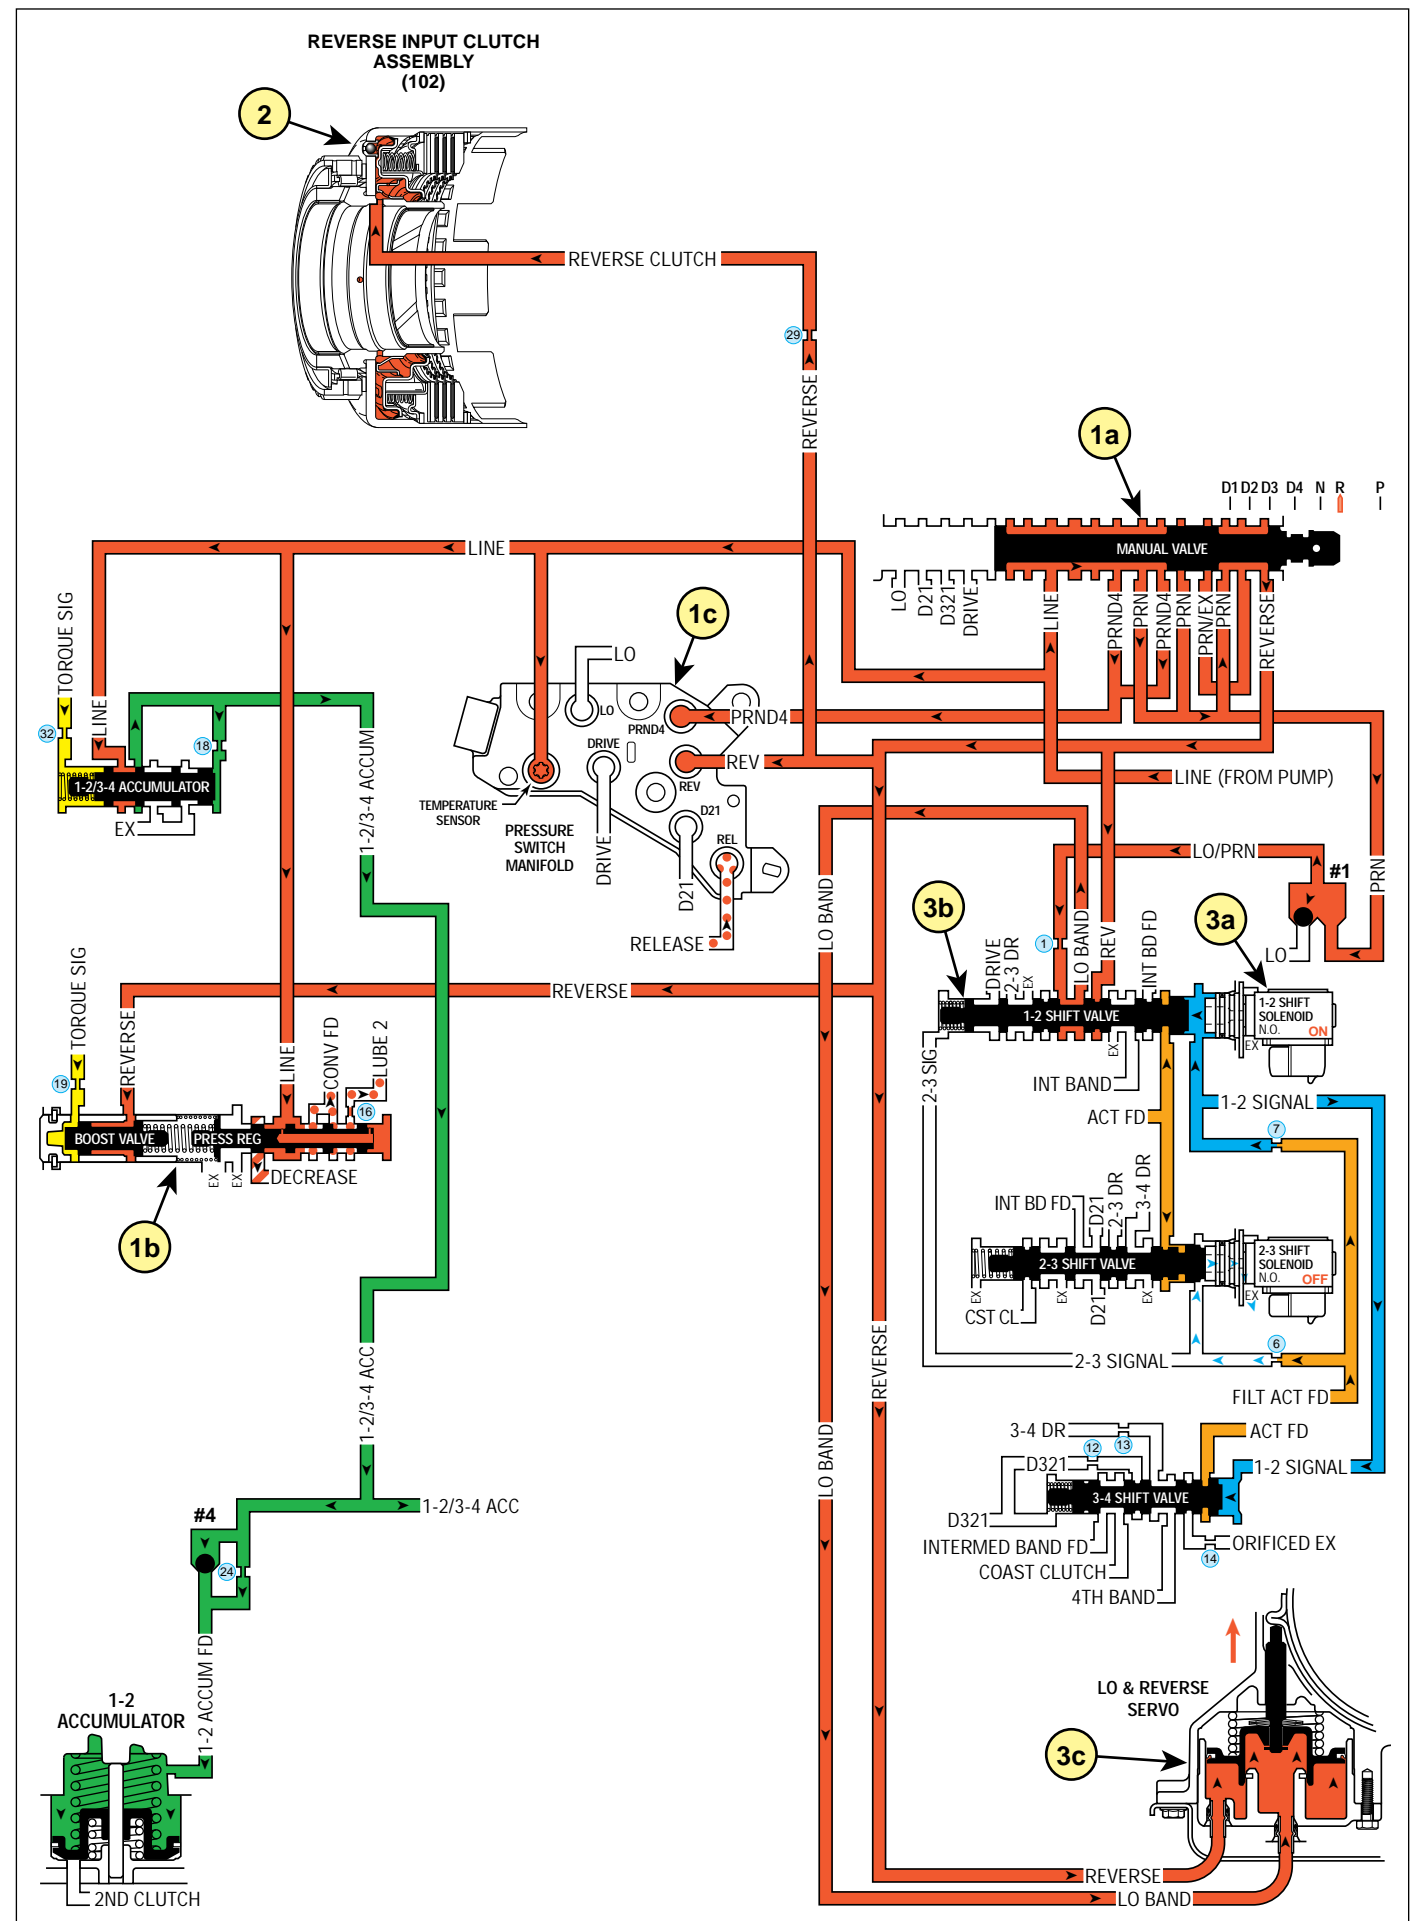 REVERSE INPUT CLUTCH
ASSEMBLY
(102)
2
REVERSE CLUTCH
29
REVERSE
1a
D1 D2 D3 D4 N R P
MANUAL VALVE
LO
D21
D321
DRIVE
LINE
PRND4
PRN
PRND4
PRN
PRN/EX
PRN
REVERSE
LINE
TORQUE SIG
32
LINE
18
1-2/3-4 ACCUM
1-2/3-4 ACCUMULATOR
EX
1c
LO
LO
PRND4
PRND4
DRIVE
REV
REV
TEMPERATURE
SENSOR
D21
REL
PRESSURE
SWITCH
MANIFOLD
DRIVE
D21
RELEASE
LINE (FROM PUMP)
LO/PRN
#1
PRN
LO
LO BAND
3b
1
LO BAND
REV
INT BD FD
DRIVE
2-3 DR
EX
3a
1-2 SHIFT VALVE
1-2 SHIFT
SOLENOID
N.O. ON
EX
EX
INT BAND
2-3 SIG
ACT FD
1-2 SIGNAL
7
REVERSE
TORQUE SIG
19
REVERSE
LINE
CONV FD
LUBE 2
16
BOOST VALVE
PRESS REG
EX
EX
DECREASE
1b
INT BD FD
D21
2-3 DR
3-4 DR
2-3 SHIFT VALVE
2-3 SHIFT
SOLENOID
N.O. OFF
EX
EX
EX
D21
EX
CST CL
2-3 SIGNAL
6
FILT ACT FD
REVERSE
1-2/3-4 ACC
LO BAND
3-4 DR
13
12
D321
ACT FD
1-2 SIGNAL
3-4 SHIFT VALVE
D321
INTERMED BAND FD
COAST CLUTCH
4TH BAND
ORIFICED EX
14
1-2/3-4 ACC
#4
24
1-2 ACCUM FD
1-2
ACCUMULATOR
2ND CLUTCH
LO & REVERSE
SERVO
3c
REVERSE
LO BAND